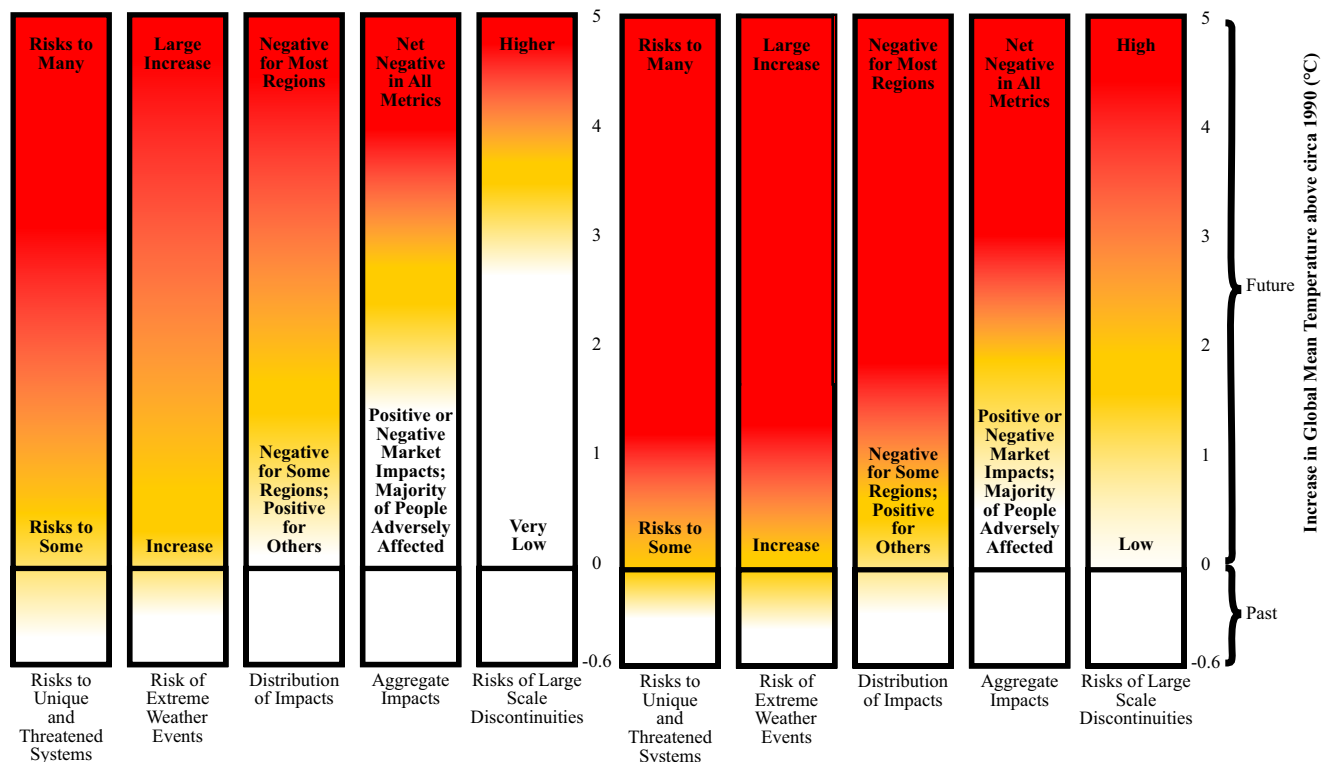 Risks to
Many
Risks to
Some
Risks to
Unique
and
Threatened
Systems
Large
Increase
Increase
Risk of
Extreme
Weather
Events
Negative
for Most
Regions
Negative
for Some
Regions;
Positive
for
Others
Distribution
of Impacts
Net
Negative
in All
Metrics
Positive or
Negative
Market
Impacts;
Majority
of People
Adversely
Affected
Aggregate
Impacts
Higher
Very
Low
Risks of Large
Scale
Discontinuities
5
4
3
2
1
0
-0.6
Risks to
Many
Risks to
Some
Risks to
Unique
and
Threatened
Systems
Large
Increase
Increase
Risk of
Extreme
Weather
Events
Negative
for Most
Regions
Negative
for Some
Regions;
Positive
for
Others
Distribution
of Impacts
Net
Negative
in All
Metrics
Positive or
Negative
Market
Impacts;
Majority
of People
Adversely
Affected
Aggregate
Impacts
High
Low
Risks of Large
Scale
Discontinuities
5
4
3
2
1
0
-0.6
Future
Past
Increase in Global Mean Temperature above circa 1990 (°C)